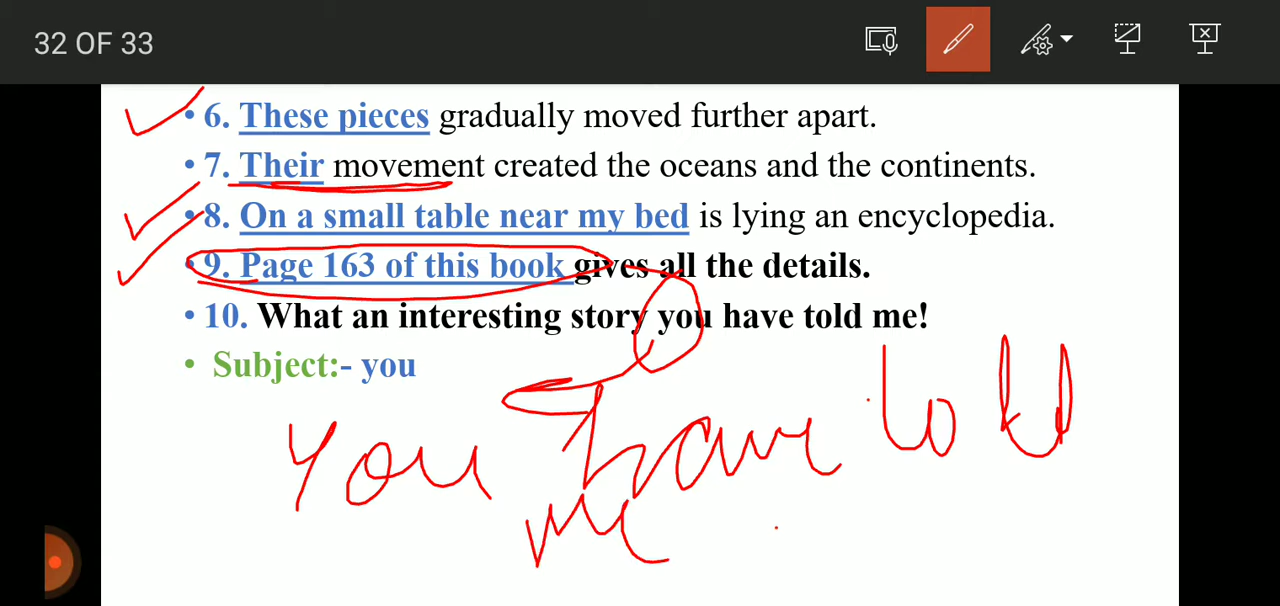 32 OF 33
• 6. These pieces gradually moved further apart.
• 7. Their movement created the oceans and the continents.
• 8. On a small table near my bed is lying an encyclopedia.
• 9. Page 163 of this book gives all the details.
• 10. What an interesting story you have told me!
• Subject:- you
You have told
me